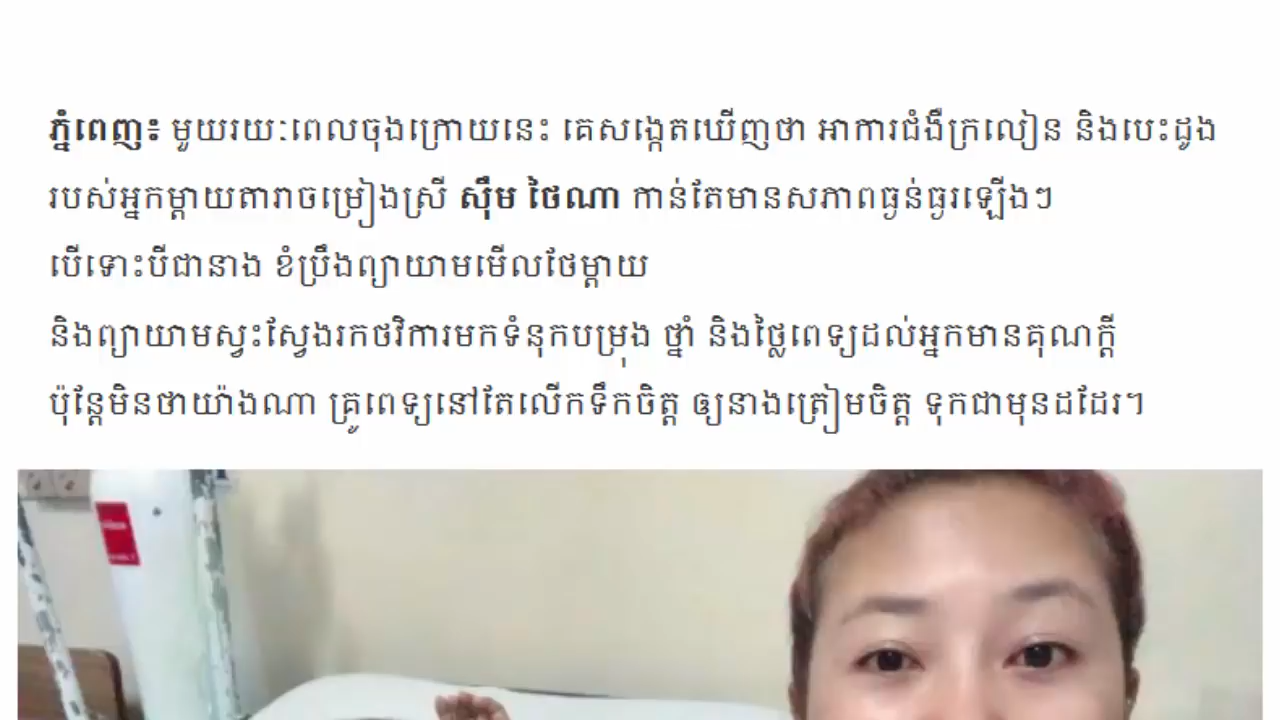 ភ្នំពេញ៖ មួយរយៈពេលចុងក្រោយនេះ គេសង្កេតឃើញថា អាការជំងឺក្រលៀន និងបេះដូង
របស់អ្នកម្តាយតារាចម្រៀងស្រី ស៊ឹម ថៃណា កាន់តែមានសភាពធ្ងន់ធ្ងរឡើងៗ
បើទោះបីជានាង ខំប្រឹងព្យាយាមមើលថែម្តាយ
និងព្យាយាមស្វះស្វែងរកថវិការមកទំនុកបម្រុង ថ្នាំ និងថ្លៃពេទ្យដល់អ្នកមានគុណក្តី
ប៉ុន្តែមិនថាយ៉ាងណា គ្រូពេទ្យនៅតែលើកទឹកចិត្ត ឲ្យនាងត្រៀមចិត្ត ទុកជាមុនដដែរ។